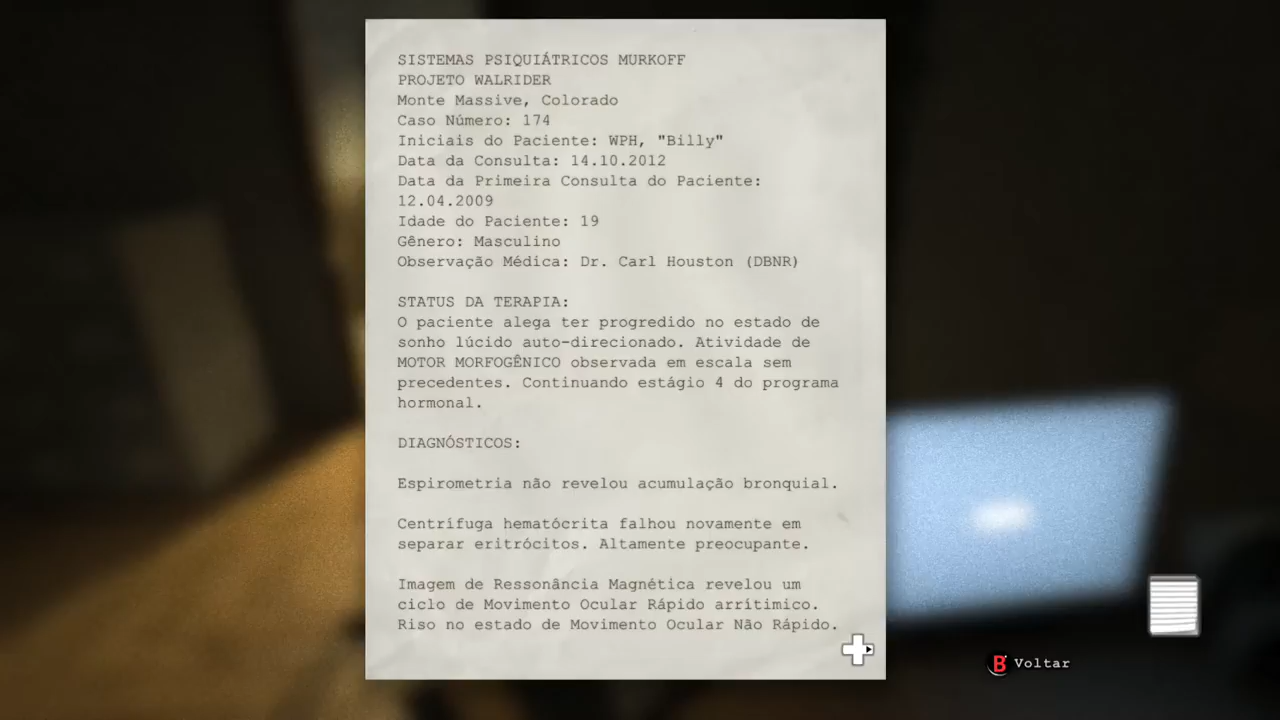 SISTEMAS PSIQUIÁTRICOS MURKOFF
PROJETO WALRIDER
Monte Massive, Colorado
Caso Número: 174
Iniciais do Paciente: WPH, "Billy"
Data da Consulta: 14.10.2012
Data da Primeira Consulta do Paciente:
12.04.2009
Idade do Paciente: 19
Gênero: Masculino
Observação Médica: Dr. Carl Houston (DBNR)
STATUS DA TERAPIA:
O paciente alega ter progredido no estado de
sonho lúcido auto-direcionado. Atividade de
MOTOR MORFOGÊNICO observada em escala sem
precedentes. Continuando estágio 4 do programa
hormonal.
DIAGNÓSTICOS:
Espirometria não revelou acumulação bronquial.
Centrífuga hematócrita falhou novamente em
separar eritrócitos. Altamente preocupante.
Imagem de Ressonância Magnética revelou um
ciclo de Movimento Ocular Rápido arrítimico.
Riso no estado de Movimento Ocular Não Rápido.
B Voltar